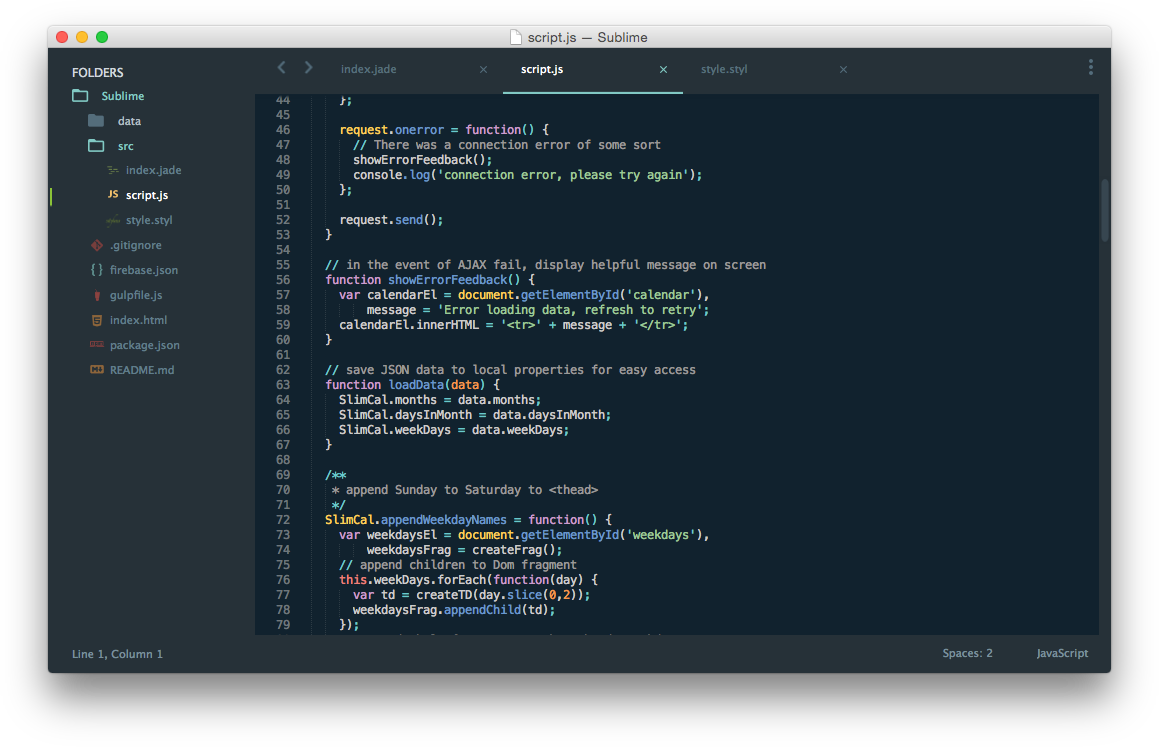 script.js — Sublime
FOLDERS
Sublime
data
src
index.jade
JS script.js
style.styl
.gitignore
{ } firebase.json
gulpfile.js
index.html
package.json
README.md
index.jade × script.js × style.styl ×
44 };
45
46 request.onerror = function() {
47 // There was a connection error of some sort
48 showErrorFeedback();
49 console.log('connection error, please try again');
50 };
51
52 request.send();
53 }
54
55 // in the event of AJAX fail, display helpful message on screen
56 function showErrorFeedback() {
57 var calendarEl = document.getElementById('calendar'),
58 message = 'Error loading data, refresh to retry';
59 calendarEl.innerHTML = '<tr>' + message + '</tr>';
60 }
61
62 // save JSON data to local properties for easy access
63 function loadData(data) {
64 SlimCal.months = data.months;
65 SlimCal.daysInMonth = data.daysInMonth;
66 SlimCal.weekDays = data.weekDays;
67 }
68
69 /**
70 * append Sunday to Saturday to <thead>
71 */
72 SlimCal.appendWeekdayNames = function() {
73 var weekdaysEl = document.getElementById('weekdays'),
74 weekdaysFrag = createFrag();
75 // append children to Dom fragment
76 this.weekDays.forEach(function(day) {
77 var td = createTD(day.slice(0,2));
78 weekdaysFrag.appendChild(td);
79 });
Line 1, Column 1
Spaces: 2
JavaScript